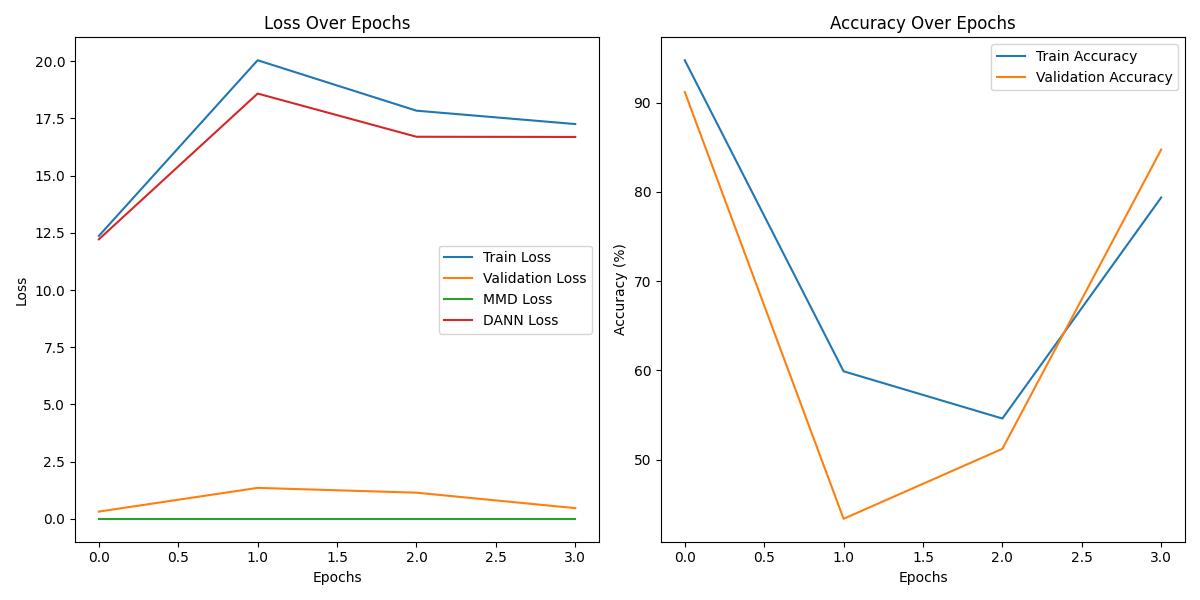 Loss Over Epochs
Loss
20.0
17.5
15.0
12.5
10.0
7.5
5.0
2.5
0.0
Train Loss
Validation Loss
MMD Loss
DANN Loss
0.0 0.5 1.0 1.5 2.0 2.5 3.0
Epochs
Accuracy Over Epochs
Accuracy (%)
90
80
70
60
50
Train Accuracy
Validation Accuracy
0.0 0.5 1.0 1.5 2.0 2.5 3.0
Epochs